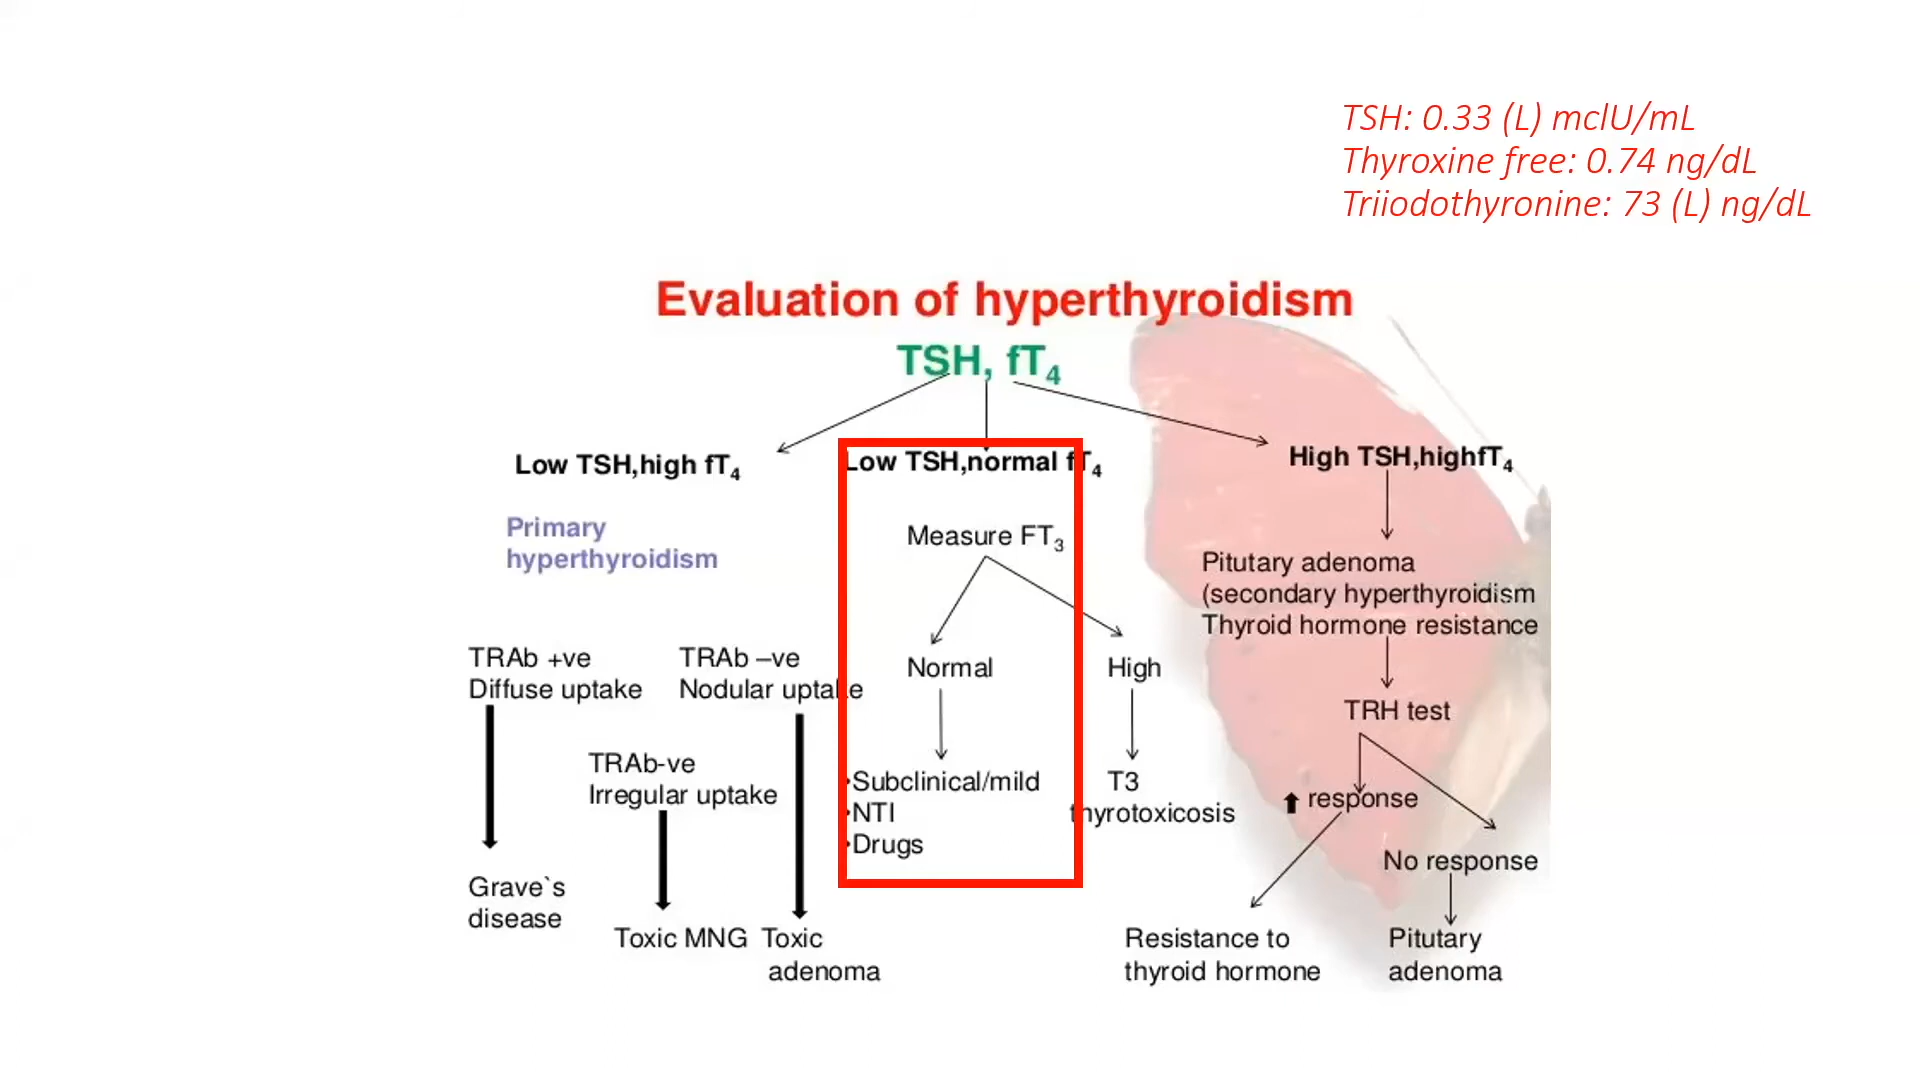 TSH: 0.33 (L) mclU/mL
Thyroxine free: 0.74 ng/dL
Triiodothyronine: 73 (L) ng/dL
Evaluation of hyperthyroidism
TSH, fT4
Low TSH,high fT4
Low TSH,normal fT4
High TSH,highfT4
Primary
hyperthyroidism
Measure FT3
Pitutary adenoma
(secondary hyperthyroidism
Thyroid hormone resistance
TRAb +ve
Diffuse uptake
TRAb –ve
Nodular uptake
Normal
High
TRH test
TRAb-ve
Irregular uptake
•Subclinical/mild
•NTI
•Drugs
T3
thyrotoxicosis
response
No response
Grave`s
disease
Toxic MNG
Toxic
adenoma
Resistance to
thyroid hormone
Pitutary
adenoma